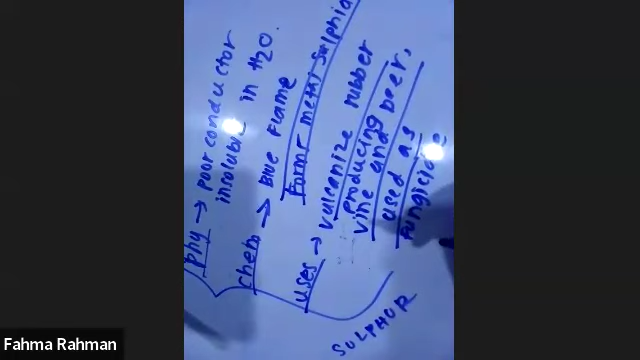 SULPHUR
phy → poor conductor
insoluble in H2O.
chem → Blue Flame
Forms metal sulphid
uses → vulcanize rubber
producing
vine and beer,
used as
fungicide
Fahma Rahman